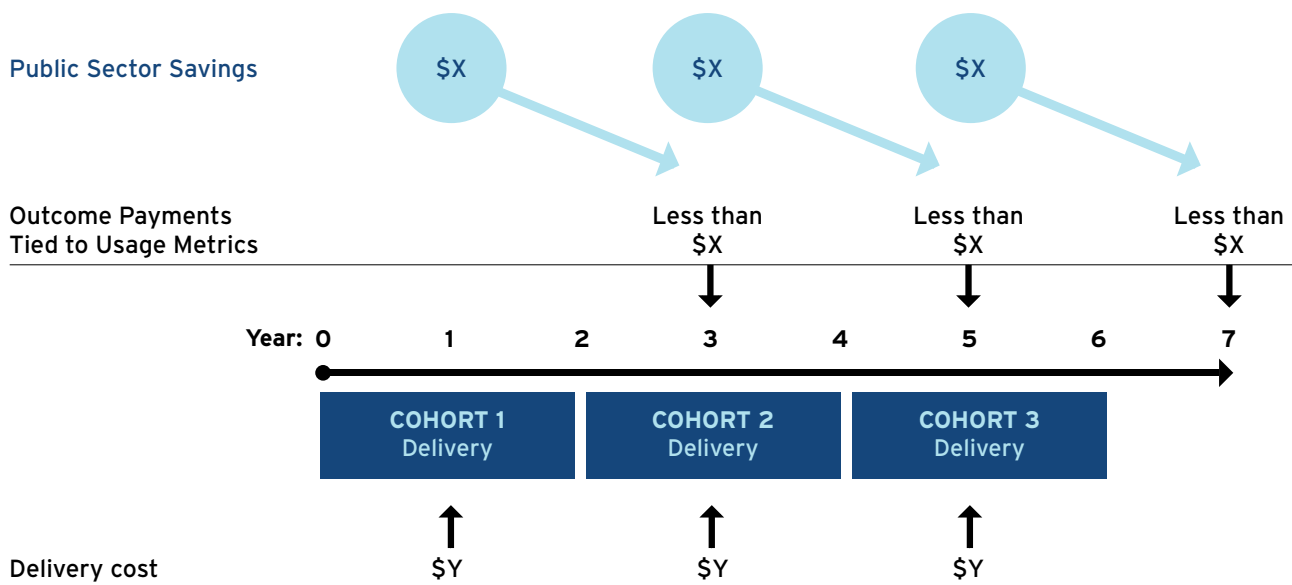 Public Sector Savings
$X
$X
$X
Outcome Payments
Tied to Usage Metrics
Less than
$X
Less than
$X
Less than
$X
Year: 0 1 2 3 4 5 6 7
COHORT 1
Delivery
COHORT 2
Delivery
COHORT 3
Delivery
Delivery cost
$Y
$Y
$Y